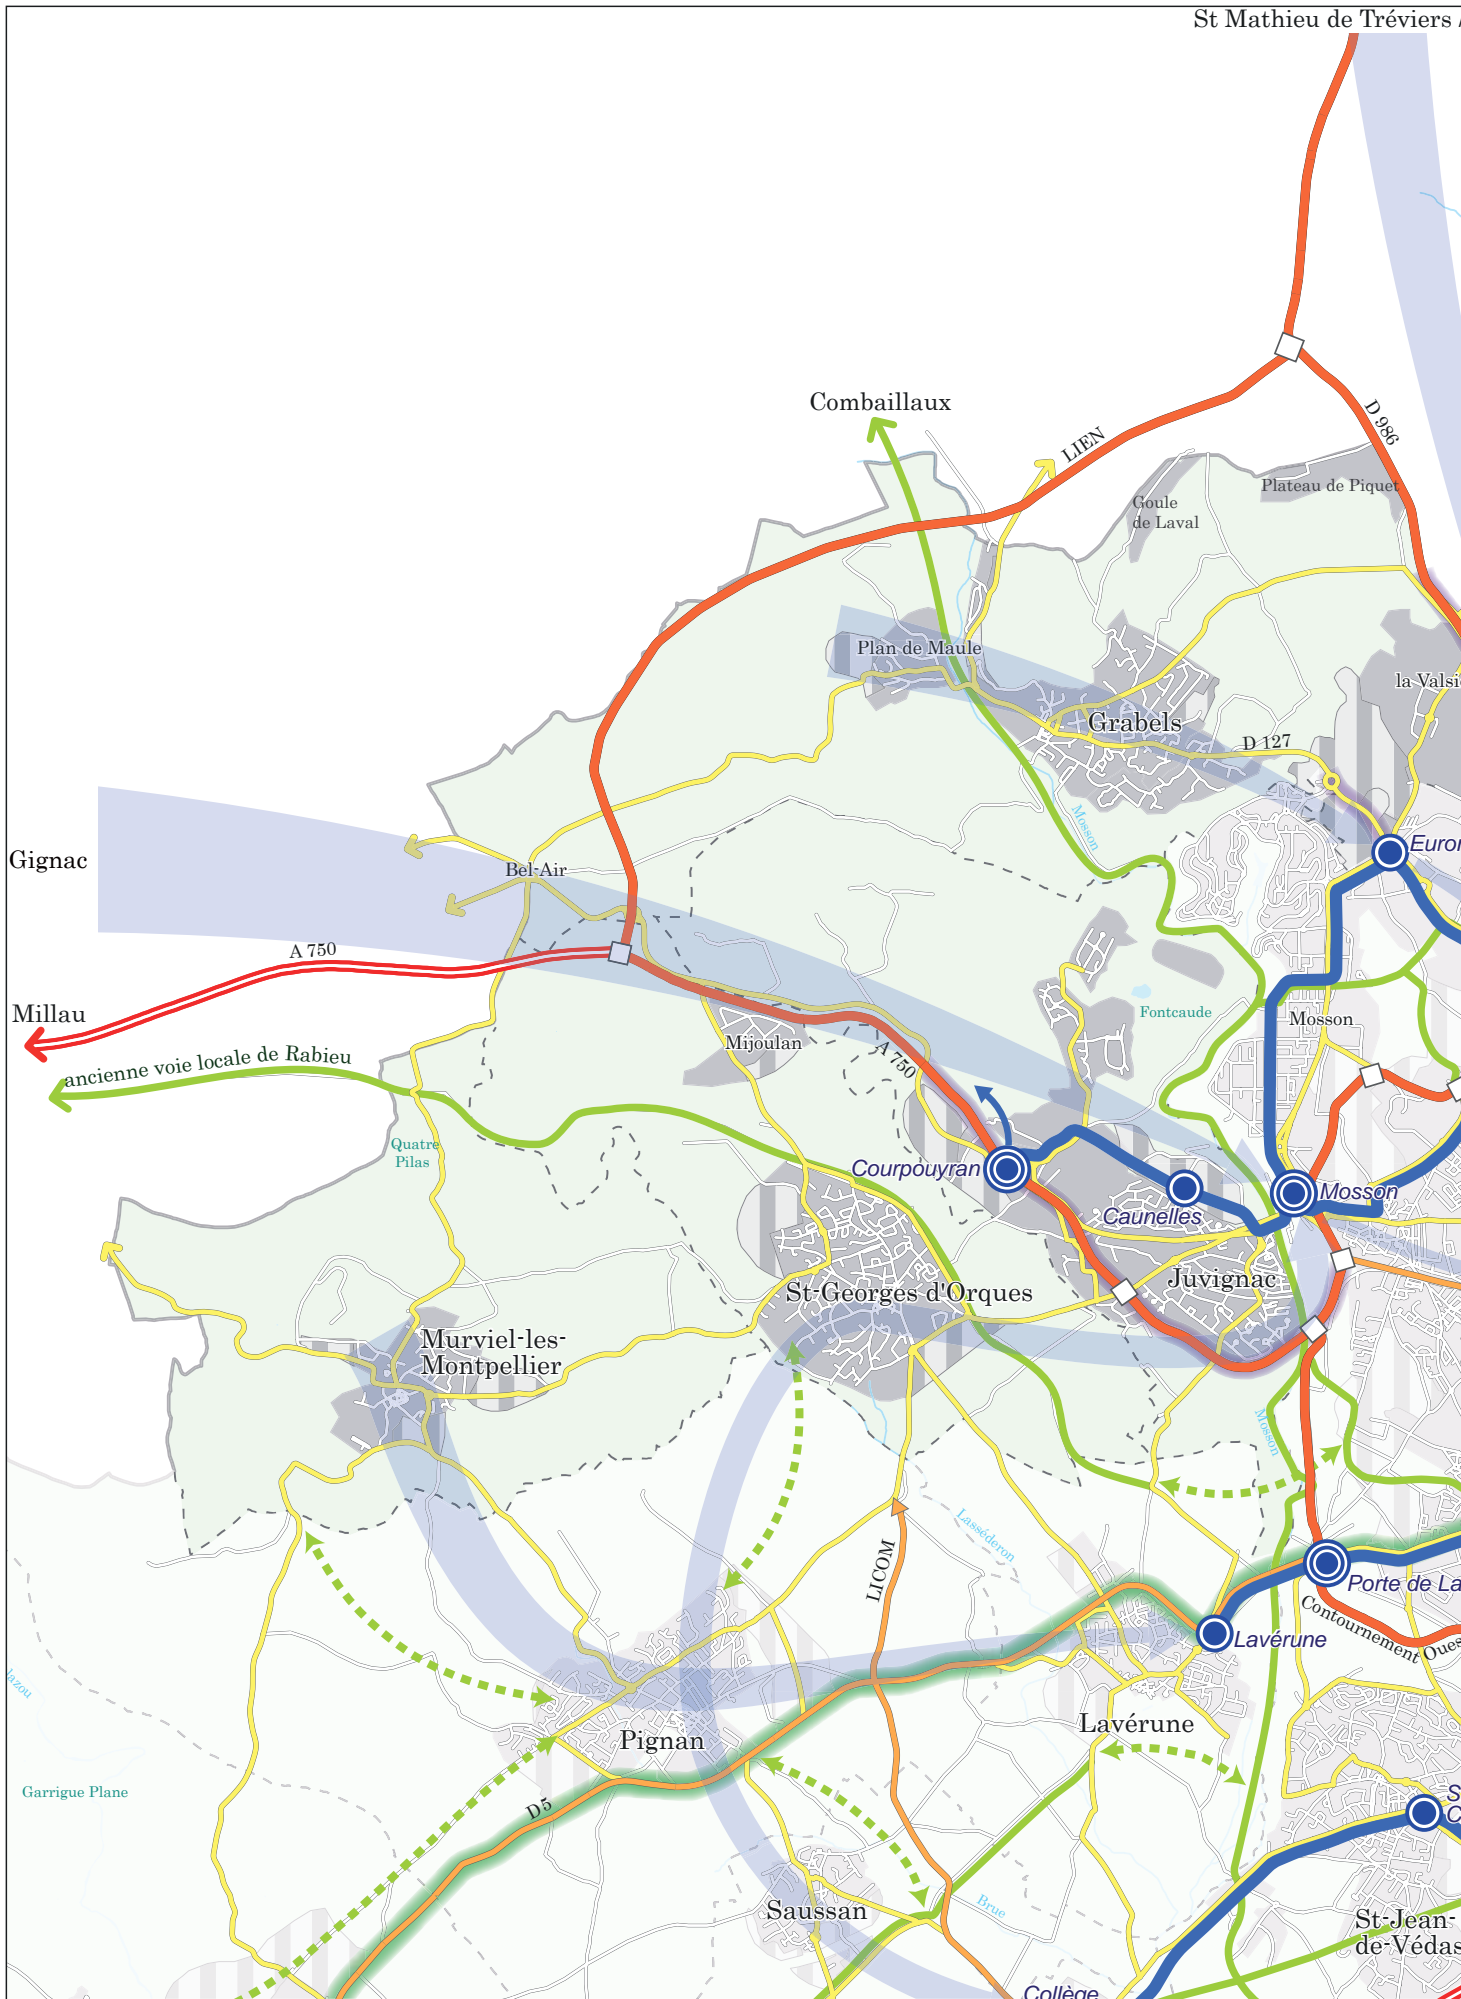 St Mathieu de Tréviers
Combaillaux
LIEN
D 986
Plateau de Piquet
Goule
de Laval
Plan de Maule
la Valsi
Grabels
D 127
Mosson
Gignac
Bel-Air
A 750
Millau
ancienne voie locale de Rabieu
Fontcaude
Mosson
Mijoulan
A 750
Quatre
Pilas
Courpouyran
Mosson
Caunelles
Juvignac
St-Georges d'Orques
Murviel-les-
Montpellier
Mosson
Lasséderon
LICOM
Porte de La
Contournement Oues
Lavérune
Lavérune
Pignan
Garrigue Plane
D5
Saussan
Brue
St-Jean-
de-Védas
Collège